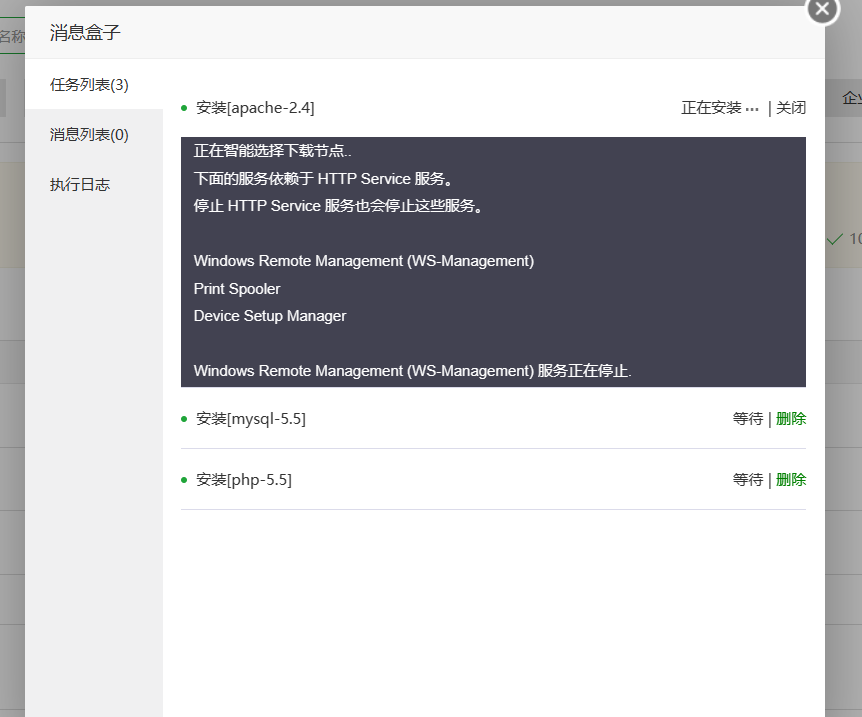 消息盒子
名称
任务列表(3)
消息列表(0)
执行日志
安装[apache-2.4]
正在安装 ··· | 关闭
正在智能选择下载节点..
下面的服务依赖于 HTTP Service 服务。
停止 HTTP Service 服务也会停止这些服务。
Windows Remote Management (WS-Management)
Print Spooler
Device Setup Manager
Windows Remote Management (WS-Management) 服务正在停止.
安装[mysql-5.5]
等待 | 删除
安装[php-5.5]
等待 | 删除